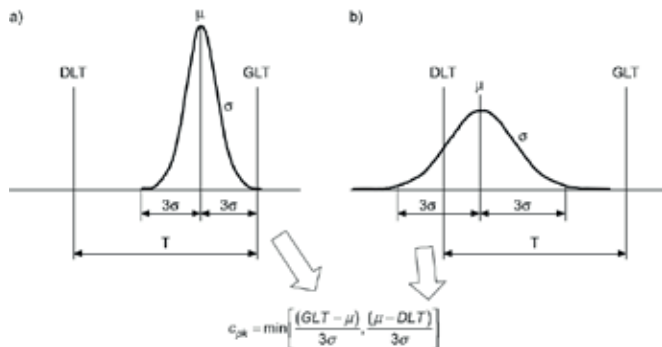 a)
μ
DLT
GLT
σ
3σ
3σ
T
b)
DLT
GLT
μ
σ
3σ
3σ
T
c_pk = min[(GLT – μ)/3σ, (μ – DLT)/3σ]